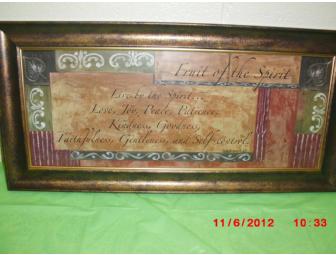 Fruit of the Spirit
Live by the Spirit...
Love, Joy, Peace, Patience,
Kindness, Goodness,
Faithfulness, Gentleness, and Self-control.
11/6/2012 10:33